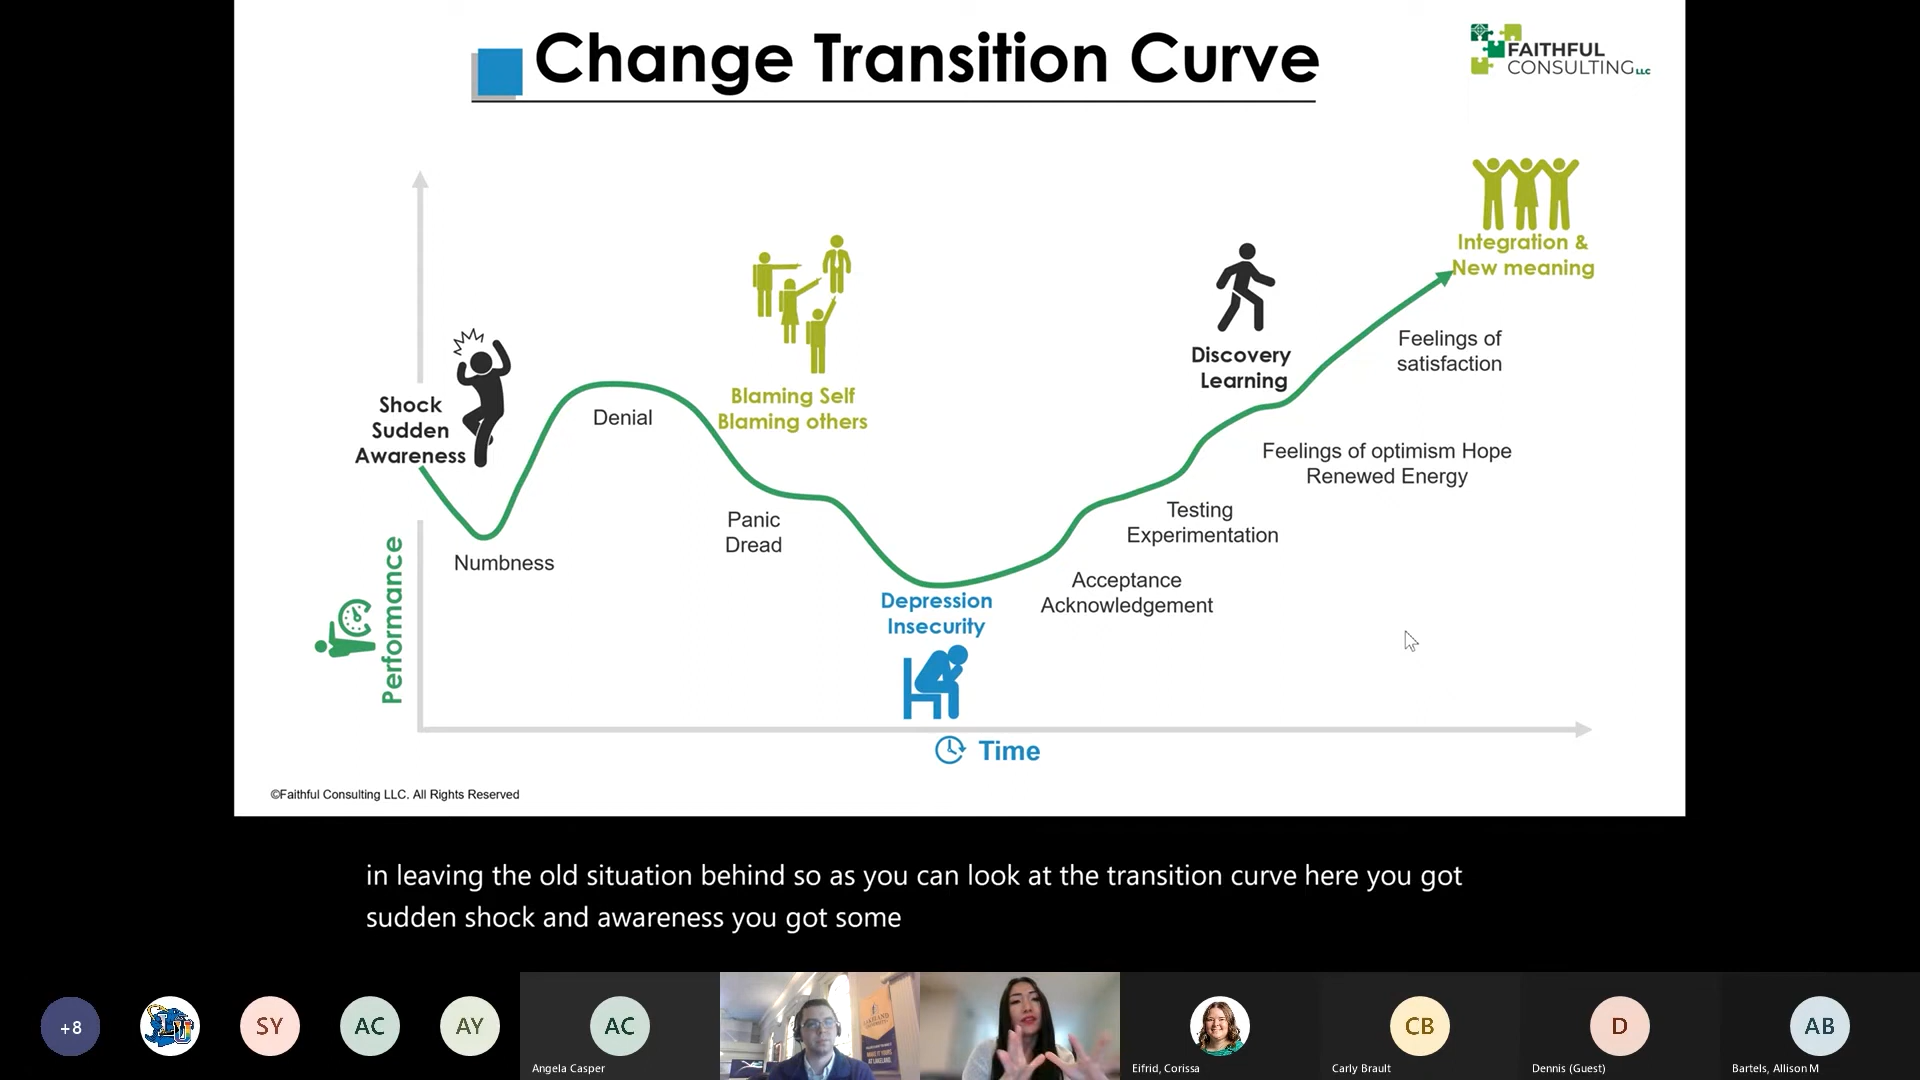 Change Transition Curve
FAITHFUL
CONSULTING LLC
Integration &
New meaning
Feelings of
satisfaction
Discovery
Learning
Blaming Self
Blaming others
Shock
Sudden
Awareness
Denial
Feelings of optimism Hope
Renewed Energy
Testing
Experimentation
Panic
Dread
Numbness
Acceptance
Acknowledgement
Depression
Insecurity
Performance
Time
©Faithful Consulting LLC. All Rights Reserved
in leaving the old situation behind so as you can look at the transition curve here you got
sudden shock and awareness you got some
+8
LU
SY
AC
AY
AC
CB
D
AB
Angela Casper
Eifrid, Corissa
Carly Brault
Dennis (Guest)
Bartels, Allison M